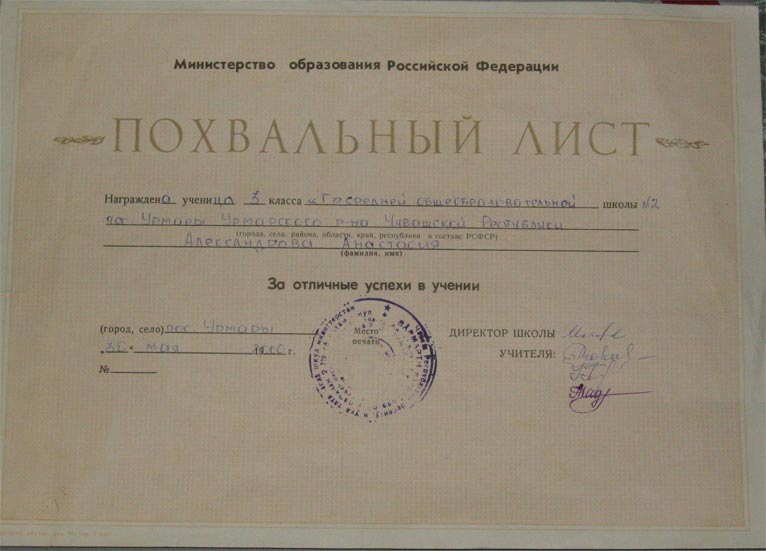 Министерство образования Российской Федерации
ПОХВАЛЬНЫЙ ЛИСТ
Награждена ученица 3 класса «Г» средней общеобразовательной школы №2
пос. Урмары Урмарского р-на Чувашской Республики
(города, села, района, области, края, республики в составе РСФСР)
Александрова Анастасия
(фамилия, имя)
За отличные успехи в учении
(город, село) пос. Урмары
Место
печати
ДИРЕКТОР ШКОЛЫ
«30» мая 2000 г.
УЧИТЕЛЯ:
№